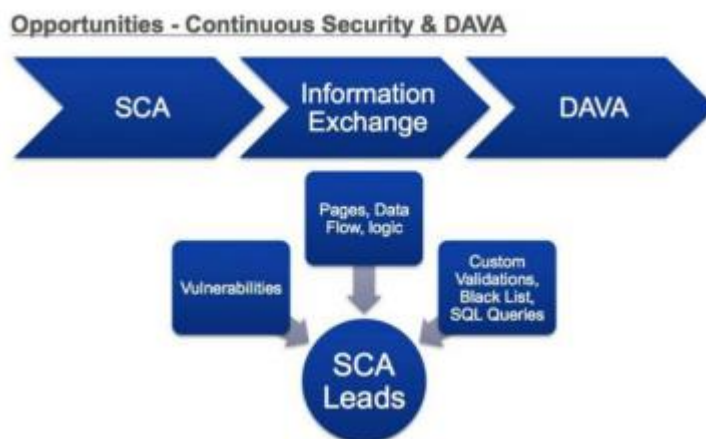 Opportunities - Continuous Security & DAVA
SCA
Information
Exchange
DAVA
Pages, Data
Flow, logic
Vulnerabilities
Custom
Validations,
Black List,
SQL Queries
SCA
Leads